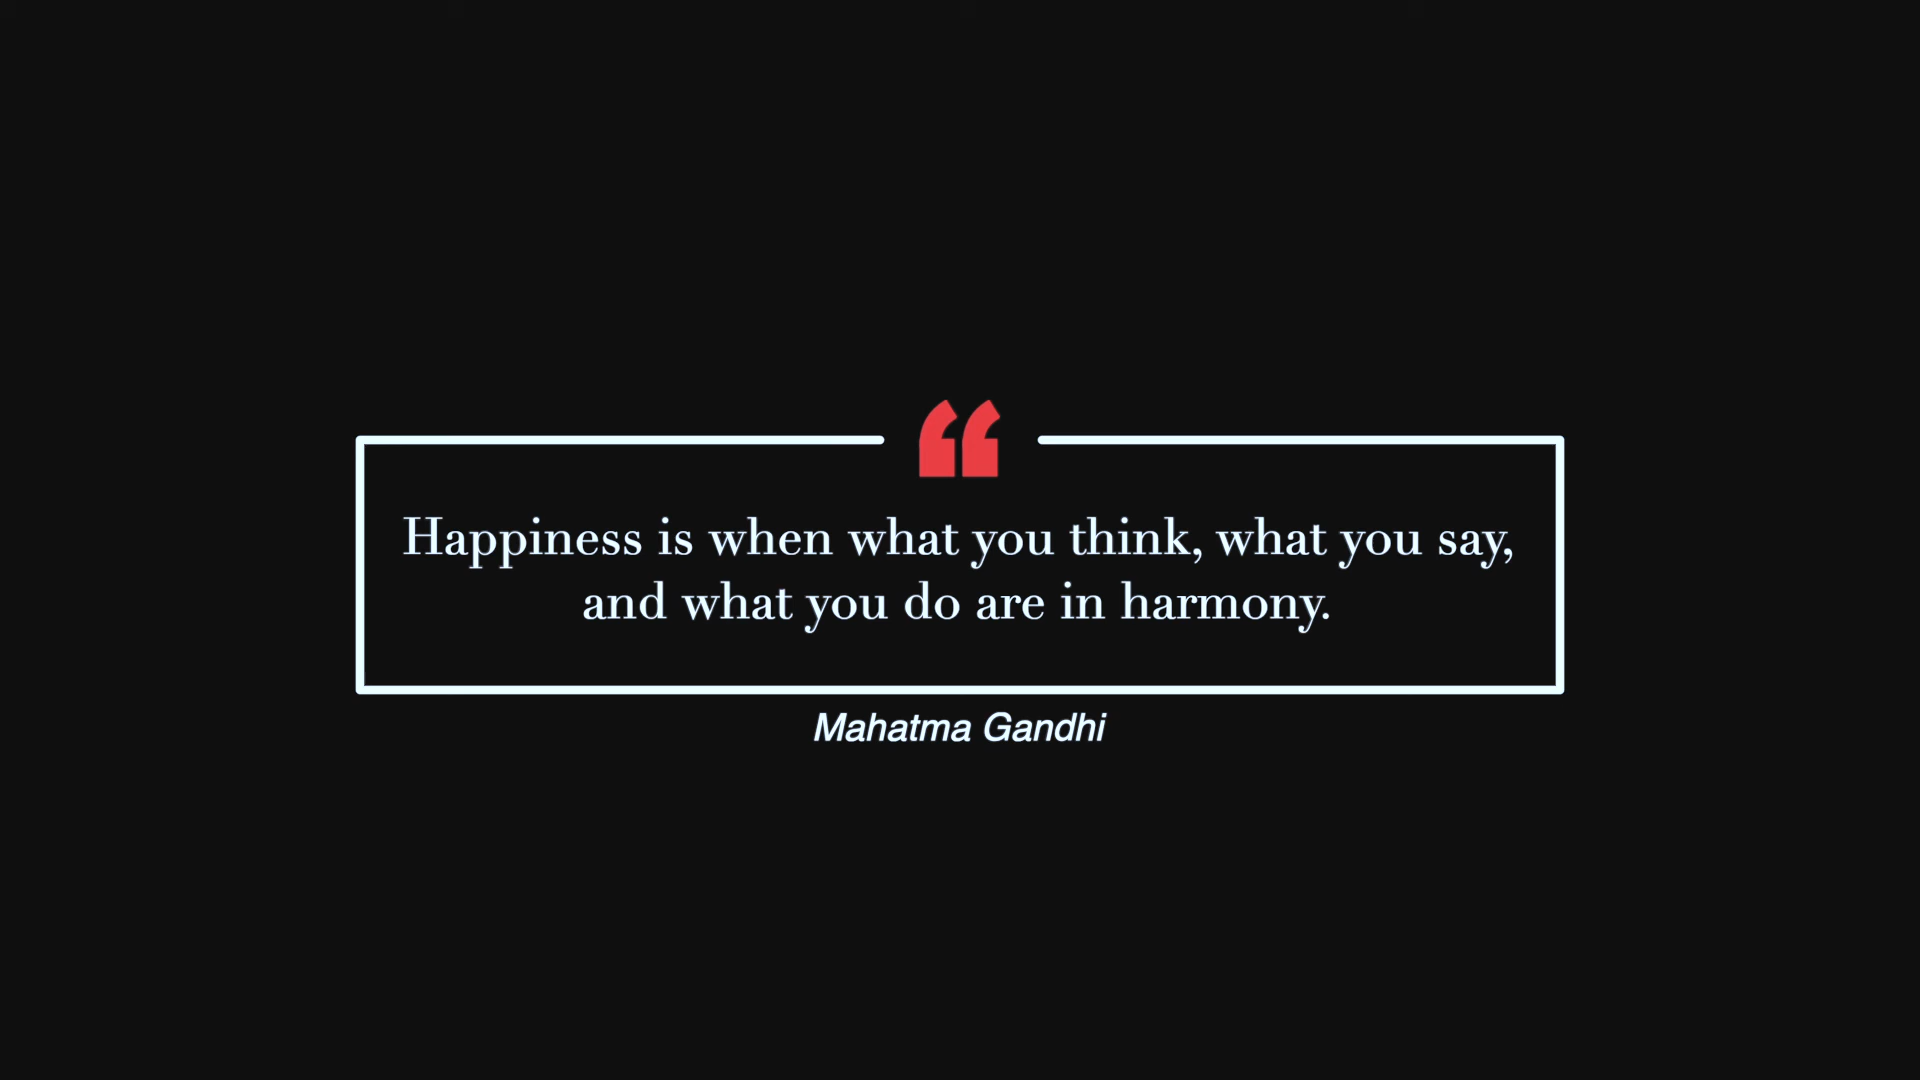 “
Happiness is when what you think, what you say,
and what you do are in harmony.
Mahatma Gandhi